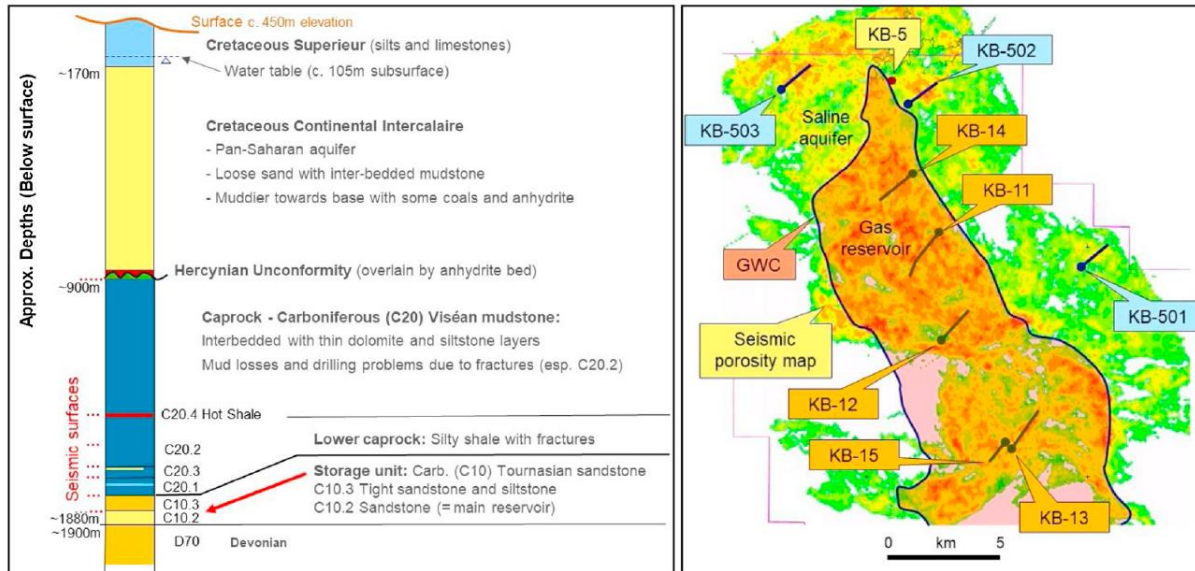 Surface c. 450m elevation
Cretaceous Superieur (silts and limestones)
Water table (c. 105m subsurface)
~170m
Cretaceous Continental Intercalaire
- Pan-Saharan aquifer
- Loose sand with inter-bedded mudstone
- Muddier towards base with some coals and anhydrite
Approx. Depths (Below surface)
Hercynian Unconformity (overlain by anhydrite bed)
~900m
Caprock - Carboniferous (C20) Viséan mudstone:
Interbedded with thin dolomite and siltstone layers
Mud losses and drilling problems due to fractures (esp. C20.2)
Seismic surfaces
C20.4 Hot Shale
Lower caprock: Silty shale with fractures
C20.2
C20.3
C20.1
Storage unit: Carb. (C10) Tournasian sandstone
C10.3 Tight sandstone and siltstone
C10.2 Sandstone (= main reservoir)
C10.3
C10.2
~1880m
~1900m
D70 Devonian
KB-5
KB-502
KB-503
Saline
aquifer
KB-14
KB-11
Gas
reservoir
GWC
KB-501
Seismic
porosity map
KB-12
KB-15
KB-13
0 km 5